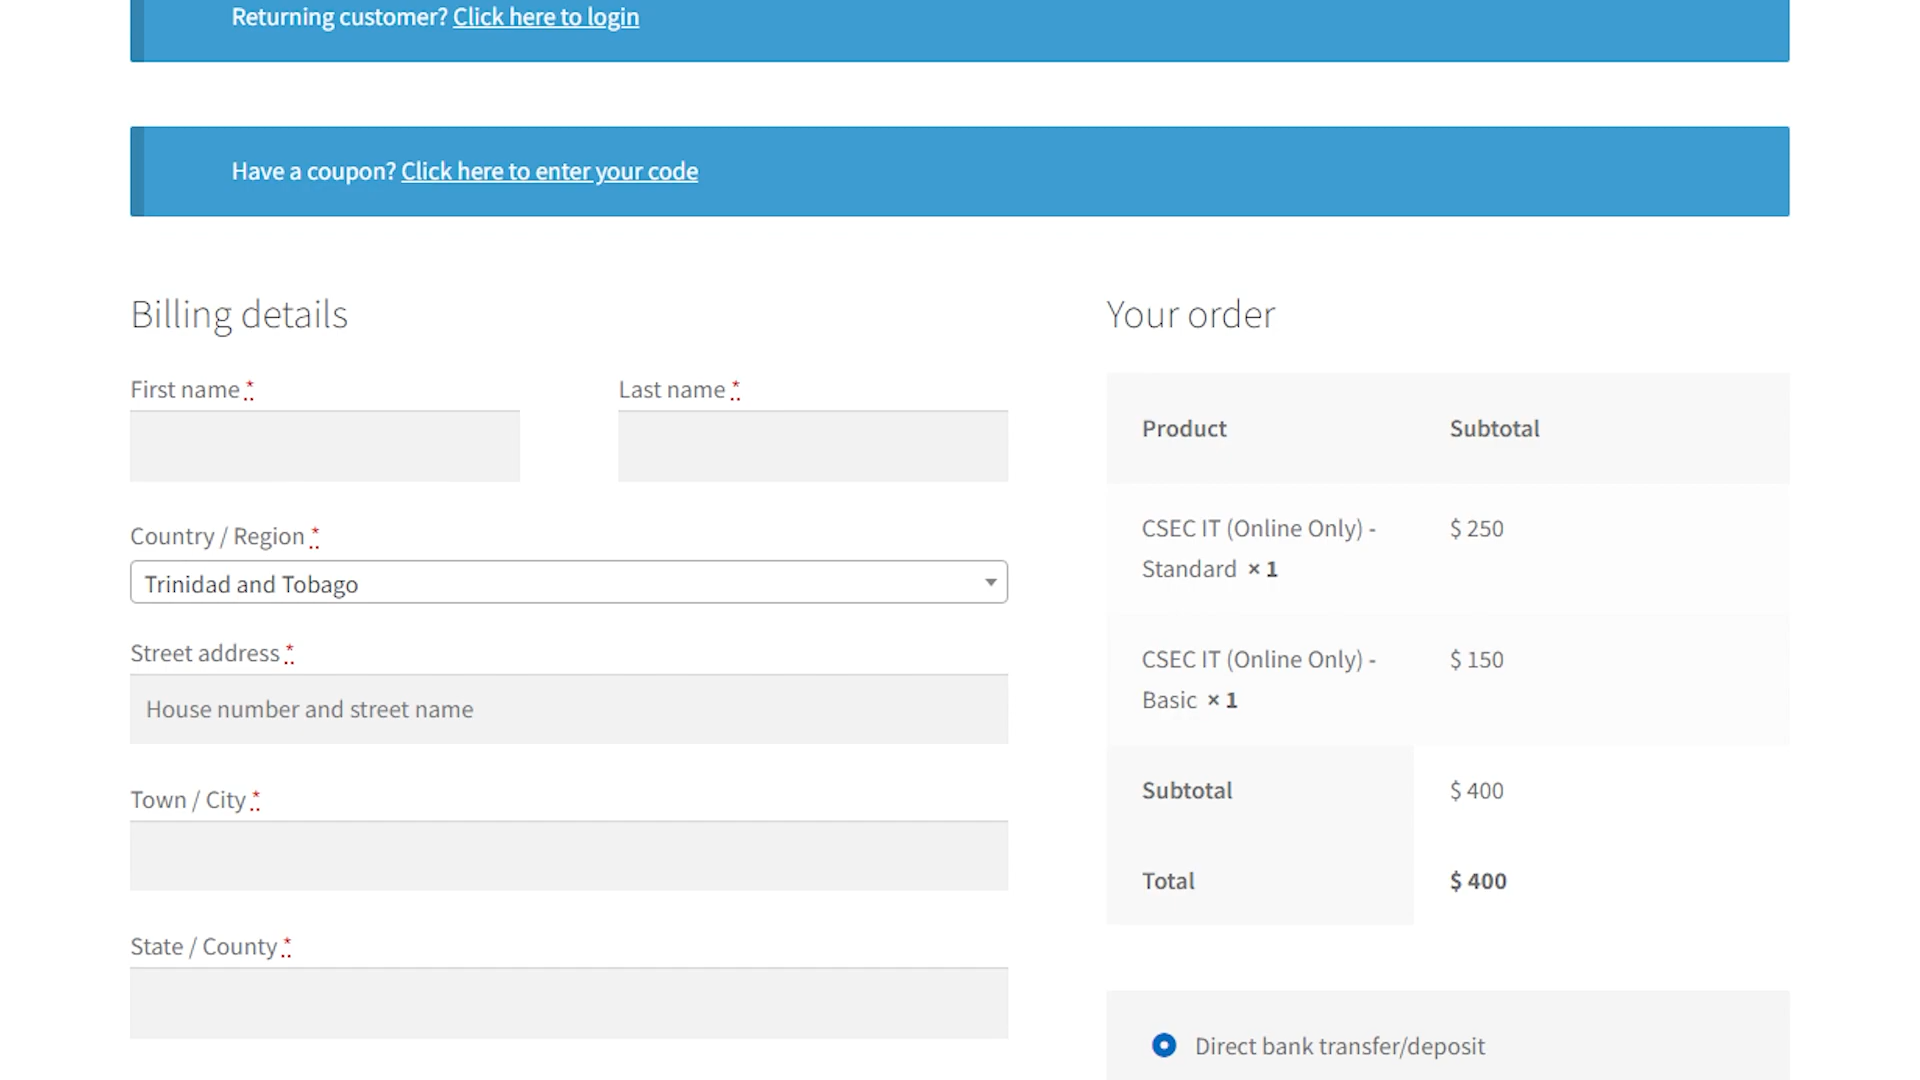 Returning customer? Click here to login
Have a coupon? Click here to enter your code
Billing details
First name *
Last name *
Country / Region *
Trinidad and Tobago
Street address *
House number and street name
Town / City *
State / County *
Your order
Product Subtotal
CSEC IT (Online Only) - $ 250
Standard × 1
CSEC IT (Online Only) - $ 150
Basic × 1
Subtotal $ 400
Total $ 400
Direct bank transfer/deposit